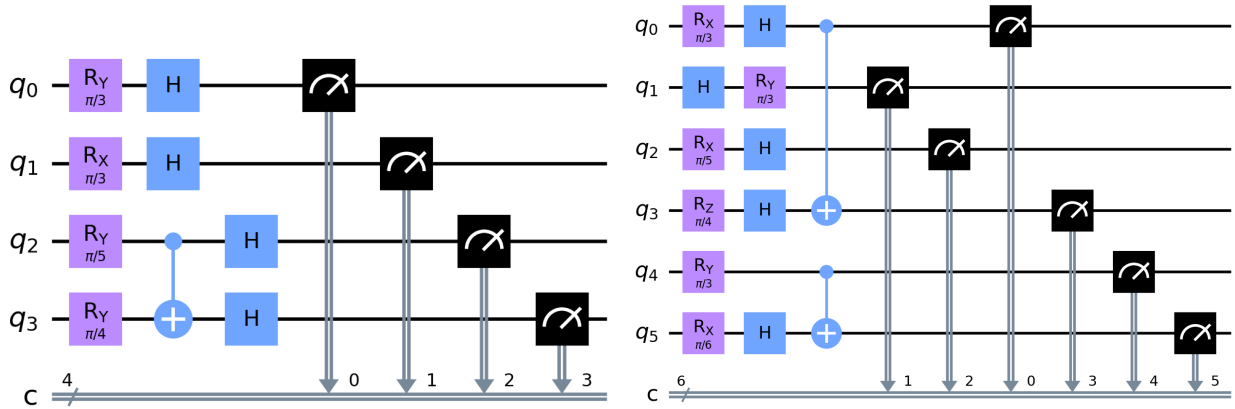 q0 RY π/3 H
q1 RX π/3 H
q2 RY π/5 H
q3 RY π/4 H
c 4 0 1 2 3
q0 RX π/3 H
q1 H RY π/3
q2 RX π/5 H
q3 RZ π/4 H
q4 RY π/3
q5 RX π/6 H
c 6 1 2 0 3 4 5